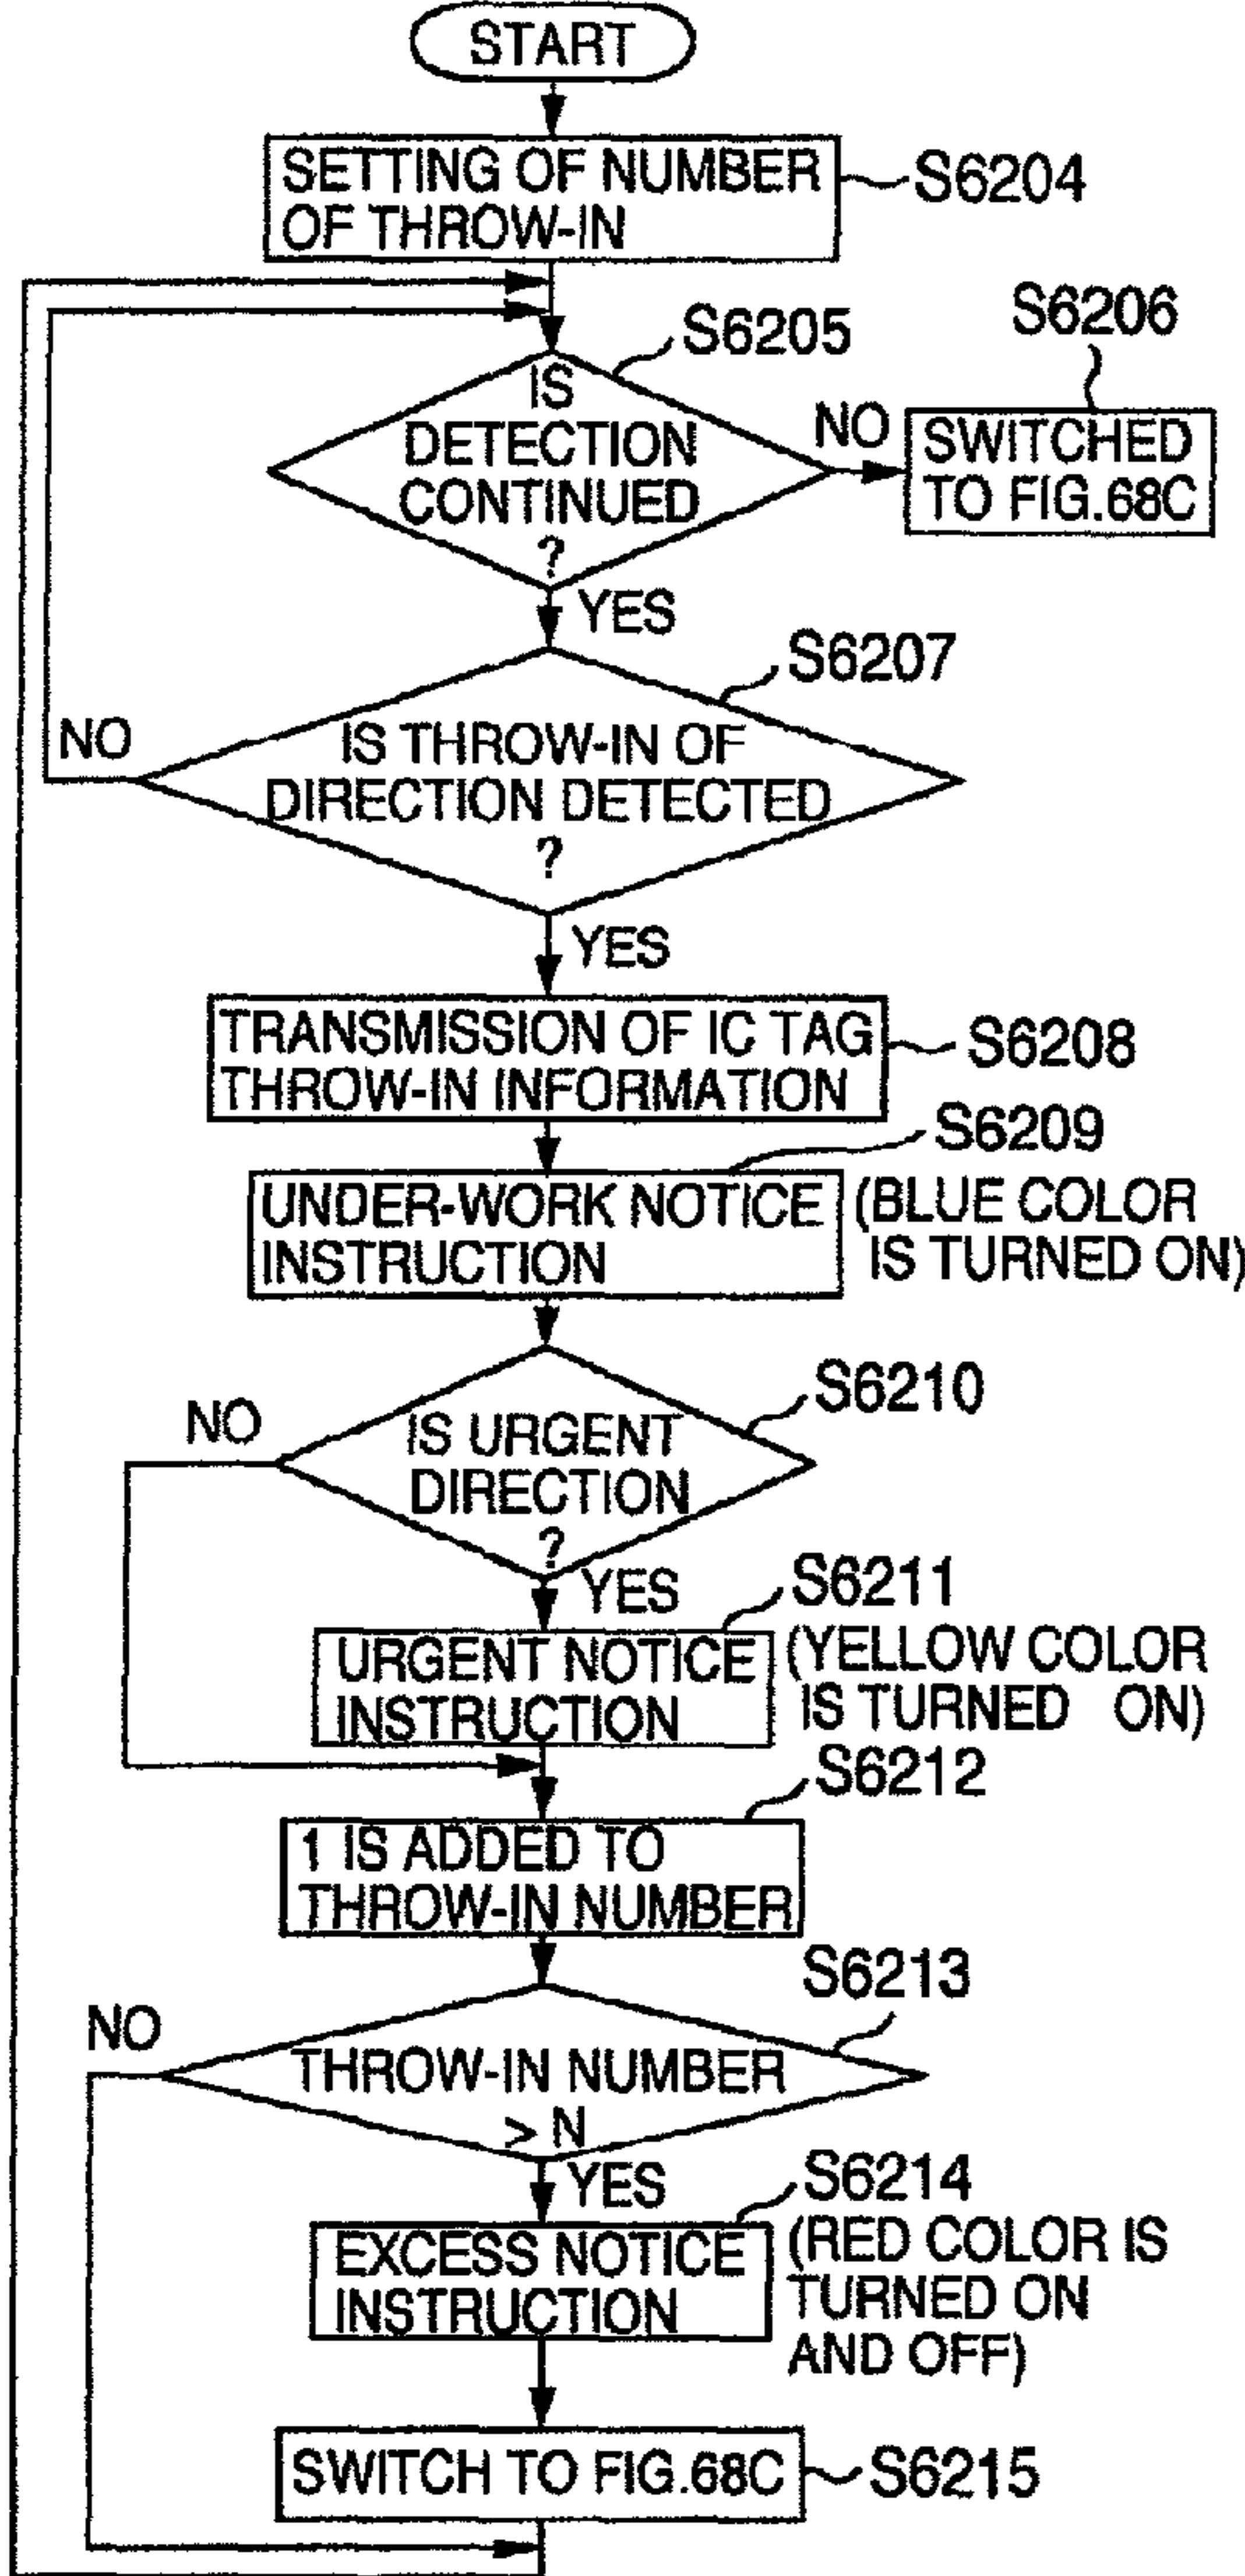 START
SETTING OF NUMBER
OF THROW-IN
S6204
S6205
S6206
IS
DETECTION
CONTINUED
?
NO
SWITCHED
TO FIG.68C
YES
S6207
NO
IS THROW-IN OF
DIRECTION DETECTED
?
YES
TRANSMISSION OF IC TAG
THROW-IN INFORMATION
S6208
S6209
UNDER-WORK NOTICE
INSTRUCTION
(BLUE COLOR
IS TURNED ON)
S6210
NO
IS URGENT
DIRECTION
?
YES
S6211
URGENT NOTICE
INSTRUCTION
(YELLOW COLOR
IS TURNED ON)
S6212
1 IS ADDED TO
THROW-IN NUMBER
S6213
NO
THROW-IN NUMBER
> N
YES
S6214
EXCESS NOTICE
INSTRUCTION
(RED COLOR IS
TURNED ON
AND OFF)
SWITCH TO FIG.68C
S6215